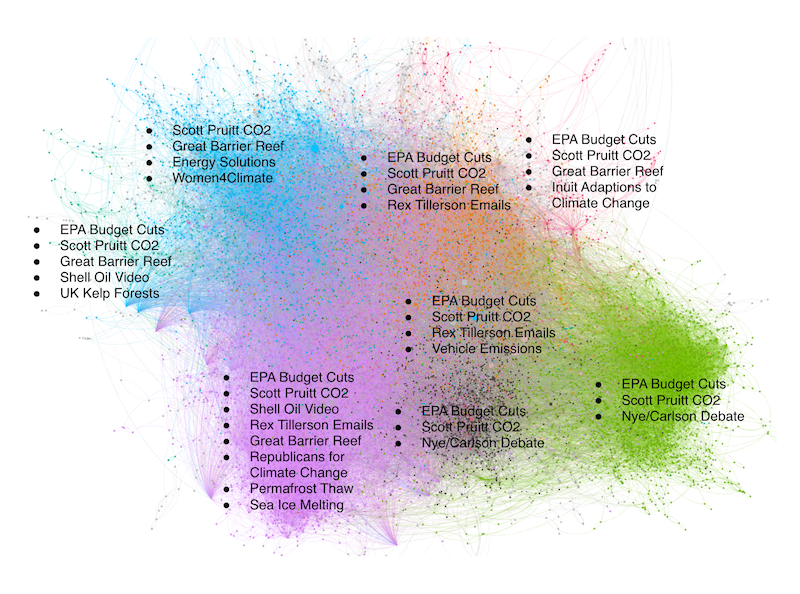 • Scott Pruitt CO2
• Great Barrier Reef
• Energy Solutions
• Women4Climate
• EPA Budget Cuts
• Scott Pruitt CO2
• Great Barrier Reef
• Rex Tillerson Emails
• EPA Budget Cuts
• Scott Pruitt CO2
• Great Barrier Reef
• Inuit Adaptions to
Climate Change
• EPA Budget Cuts
• Scott Pruitt CO2
• Great Barrier Reef
• Shell Oil Video
• UK Kelp Forests
• EPA Budget Cuts
• Scott Pruitt CO2
• Rex Tillerson Emails
• Vehicle Emissions
• EPA Budget Cuts
• Scott Pruitt CO2
• Shell Oil Video
• Rex Tillerson Emails
• Great Barrier Reef
• Republicans for
Climate Change
• Permafrost Thaw
• Sea Ice Melting
• EPA Budget Cuts
• Scott Pruitt CO2
• Nye/Carlson Debate
• EPA Budget Cuts
• Scott Pruitt CO2
• Nye/Carlson Debate